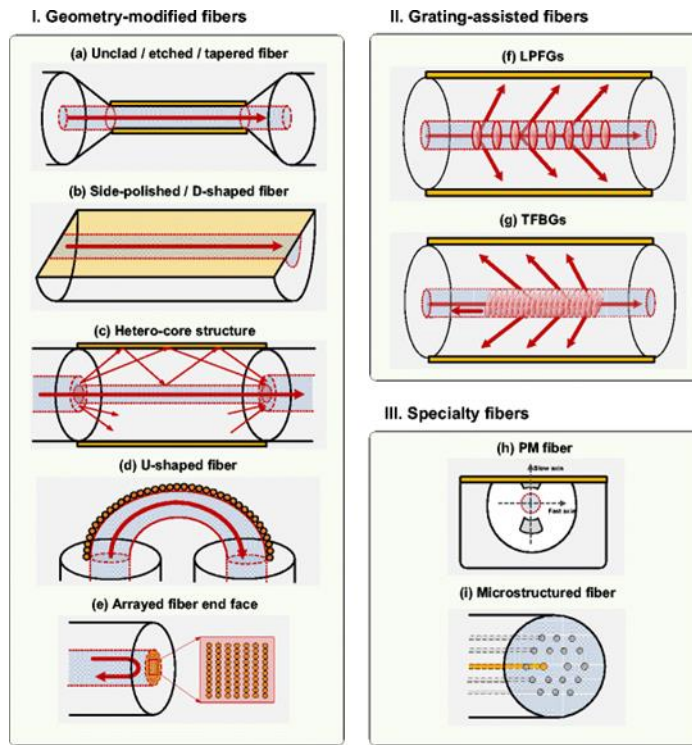 I. Geometry-modified fibers
(a) Unclad / etched / tapered fiber
(b) Side-polished / D-shaped fiber
(c) Hetero-core structure
(d) U-shaped fiber
(e) Arrayed fiber end face
II. Grating-assisted fibers
(f) LPFGs
(g) TFBGs
III. Specialty fibers
(h) PM fiber
Slow axis
Fast axis
(i) Microstructured fiber